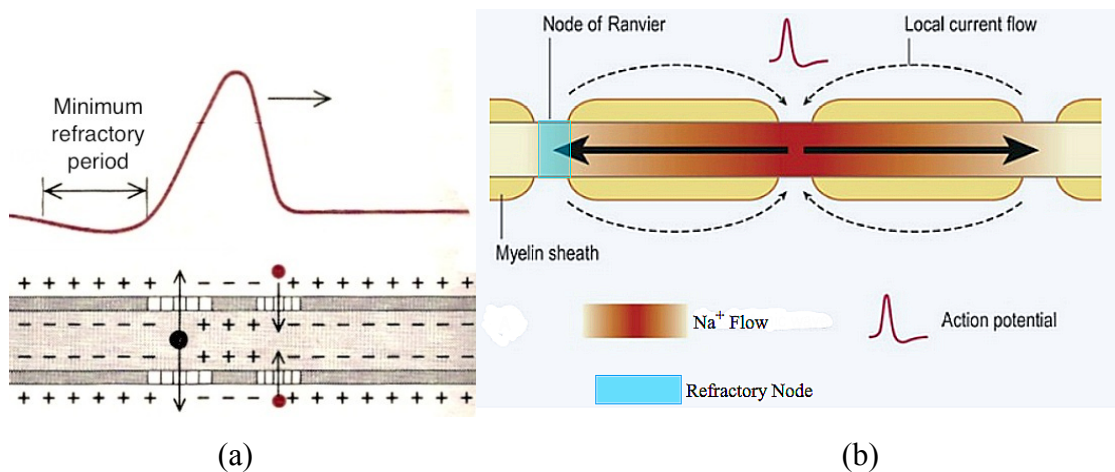 Minimum
refractory
period
+ + + + + + + - - - + + + + + + + +
- - - - - - - + + + - - - - - - - -
- - - - - - - + + + - - - - - - - -
+ + + + + + + - - - + + + + + + + +
(a)
Node of Ranvier
Local current flow
Myelin sheath
Na+ Flow
Action potential
Refractory Node
(b)